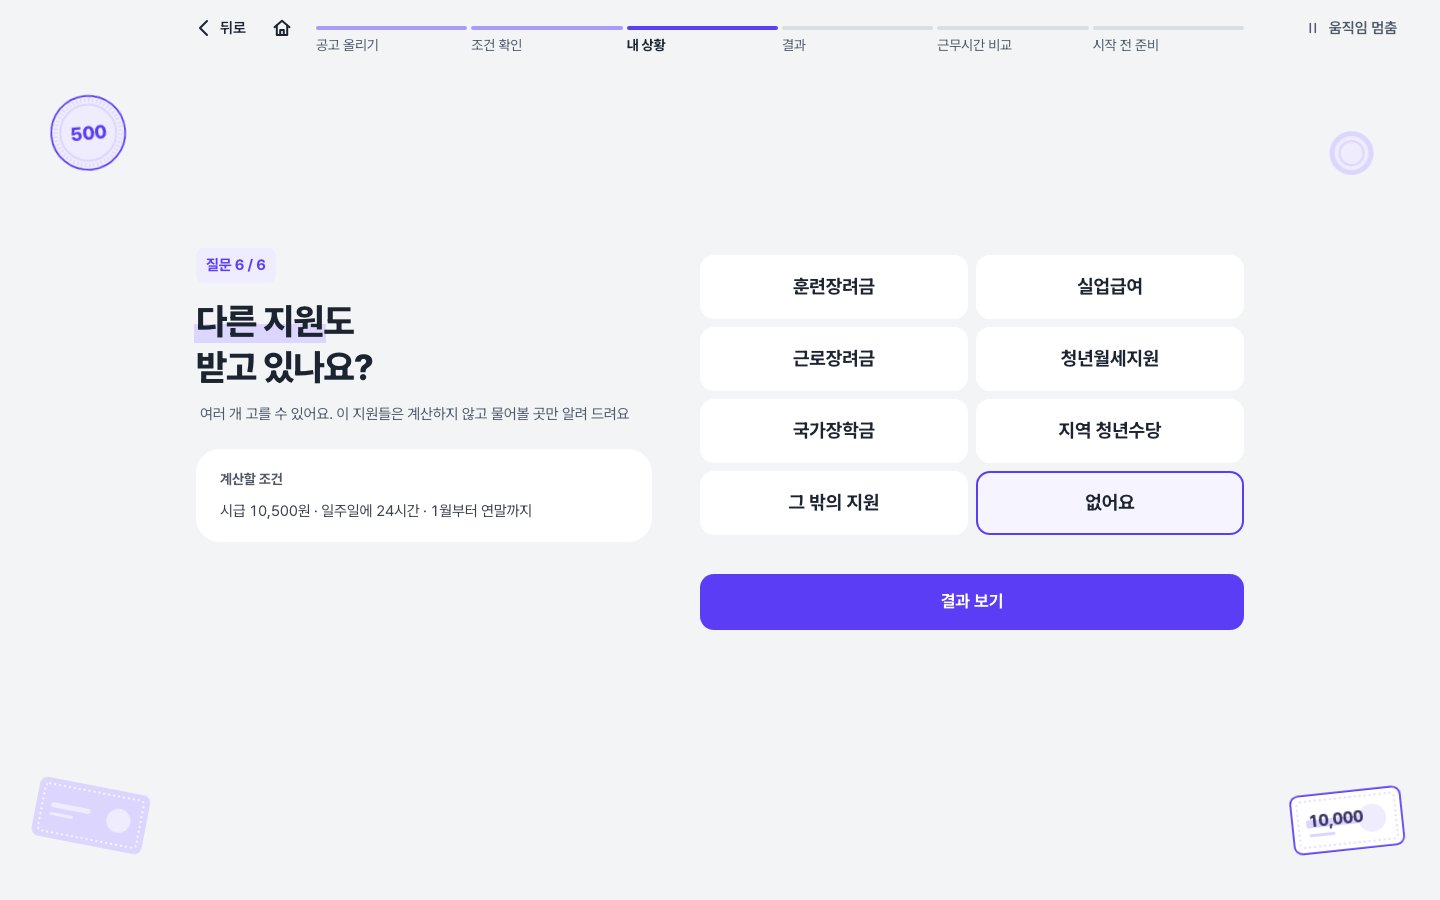 뒤로
공고 올리기
조건 확인
내 상황
결과
근무시간 비교
시작 전 준비
움직임 멈춤
500
질문 6 / 6
다른 지원도
받고 있나요?
여러 개 고를 수 있어요. 이 지원들은 계산하지 않고 물어볼 곳만 알려 드려요
계산할 조건
시급 10,500원 · 일주일에 24시간 · 1월부터 연말까지
훈련장려금
실업급여
근로장려금
청년월세지원
국가장학금
지역 청년수당
그 밖의 지원
없어요
결과 보기
10,000